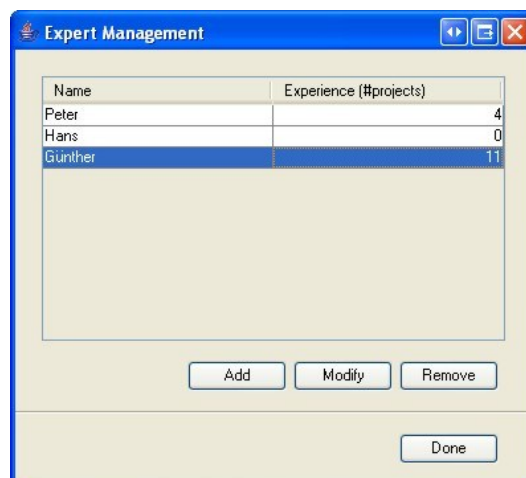 Expert Management
Name Experience (#projects)
Peter 4
Hans 0
Günther 11
Add Modify Remove
Done